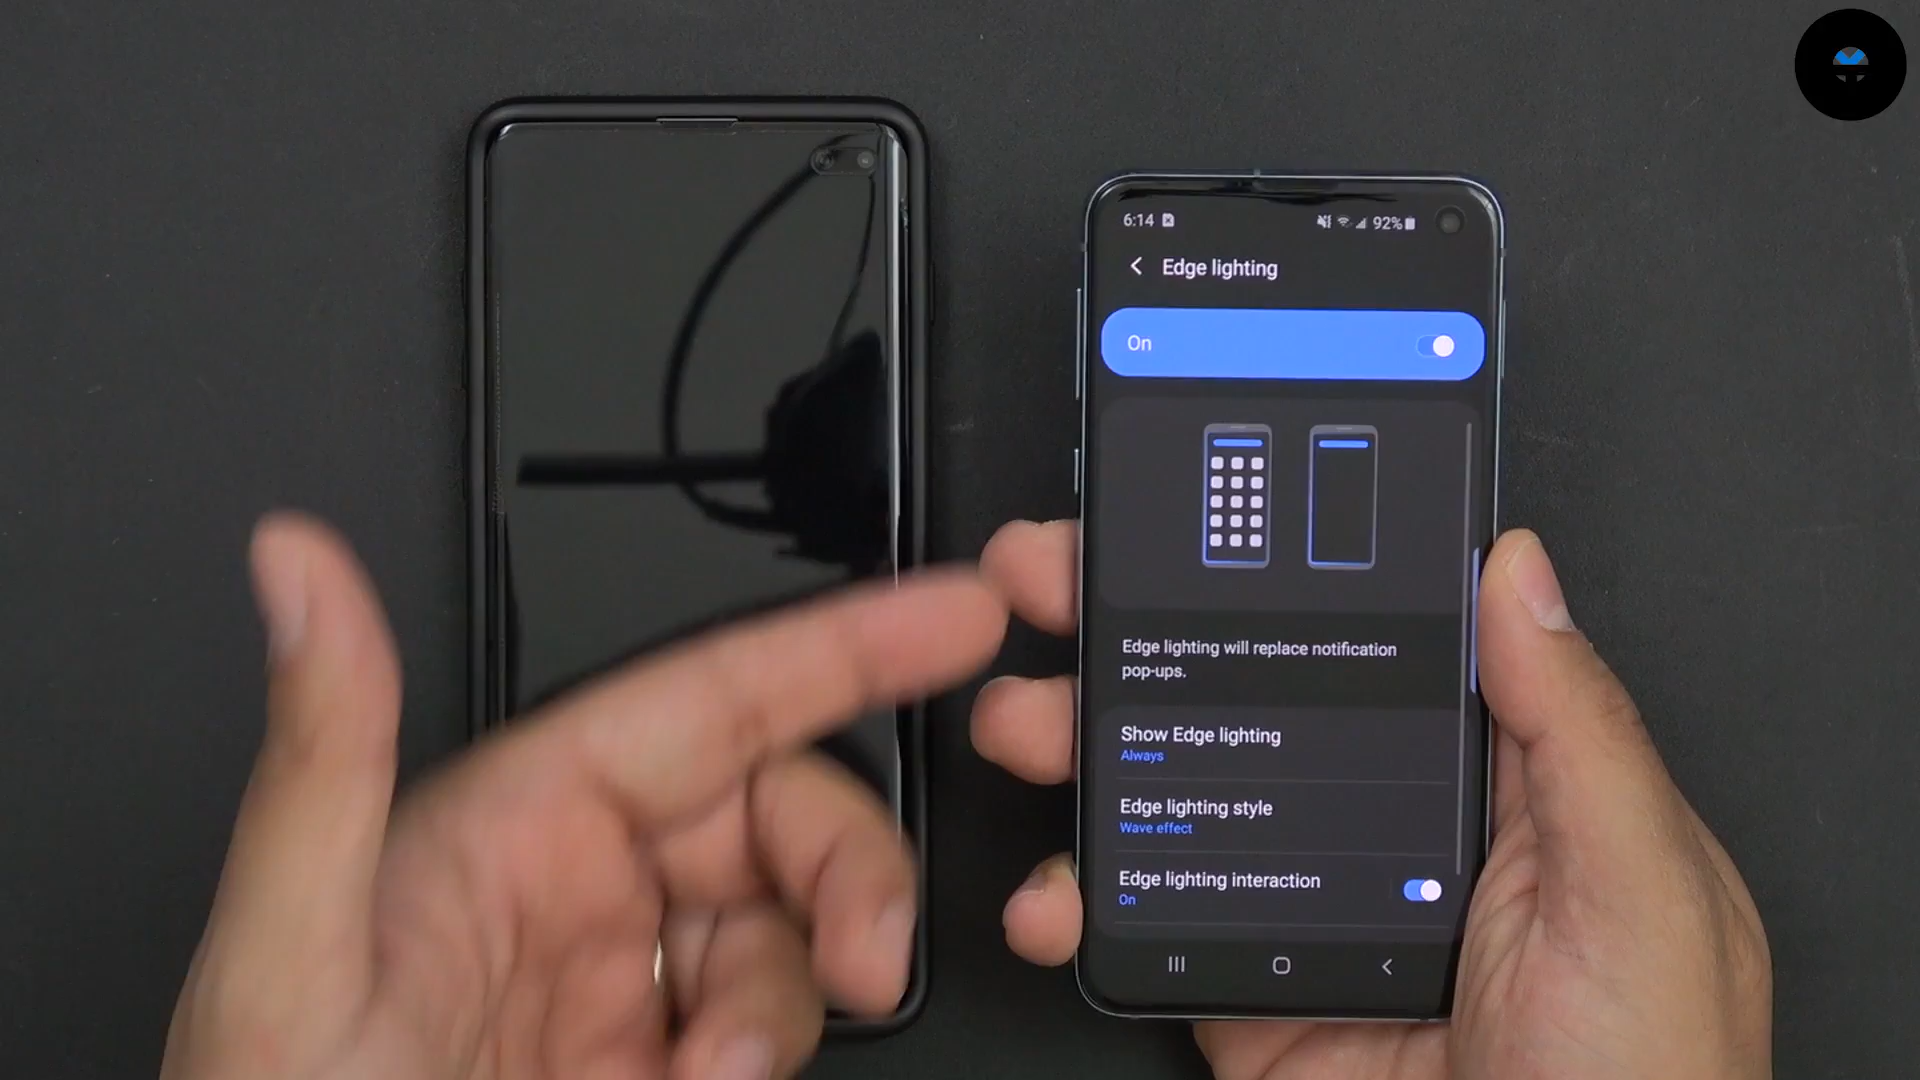 6:14 92%
Edge lighting
On
Edge lighting will replace notification
pop-ups.
Show Edge lighting
Always
Edge lighting style
Wave effect
Edge lighting interaction
On